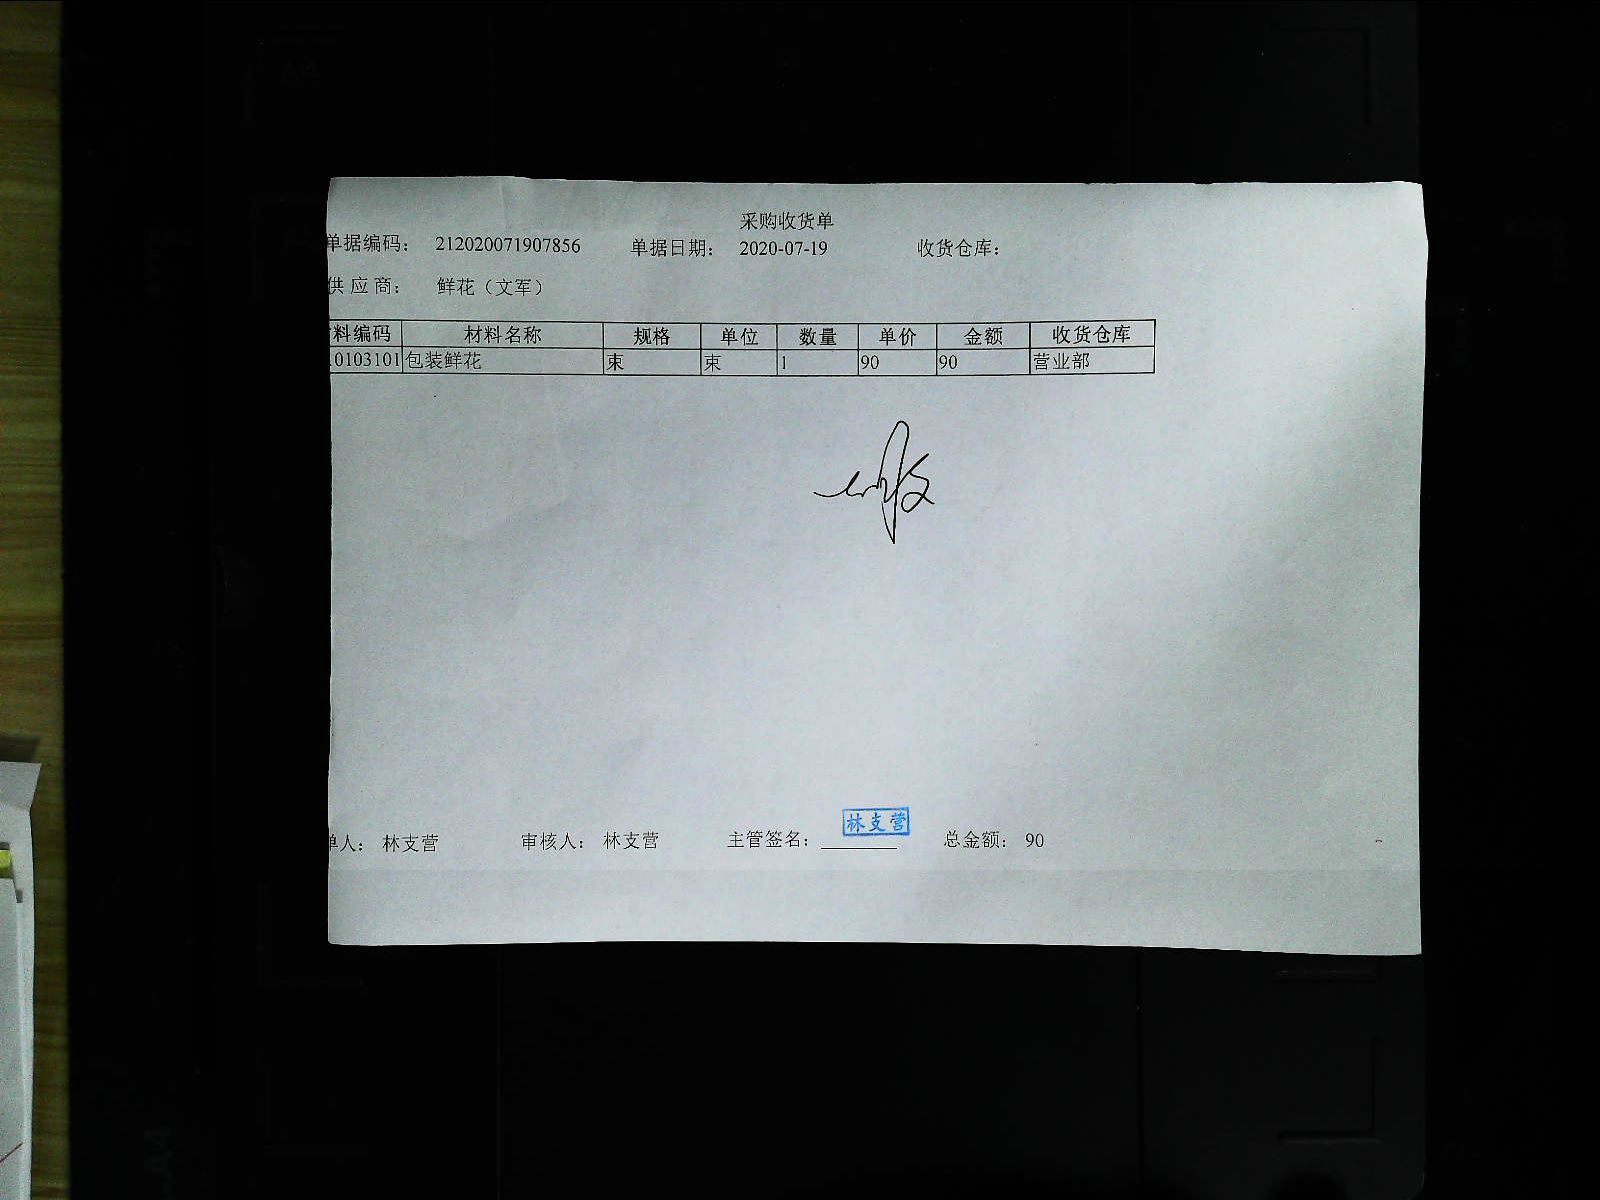 采购收货单
单据编码： 212020071907856 单据日期： 2020-07-19 收货仓库：
供 应 商： 鲜花（文军）
料编码 材料名称 规格 单位 数量 单价 金额 收货仓库
0103101 包装鲜花 束 束 1 90 90 营业部
林支营
单人： 林支营 审核人： 林支营 主管签名： 总金额： 90